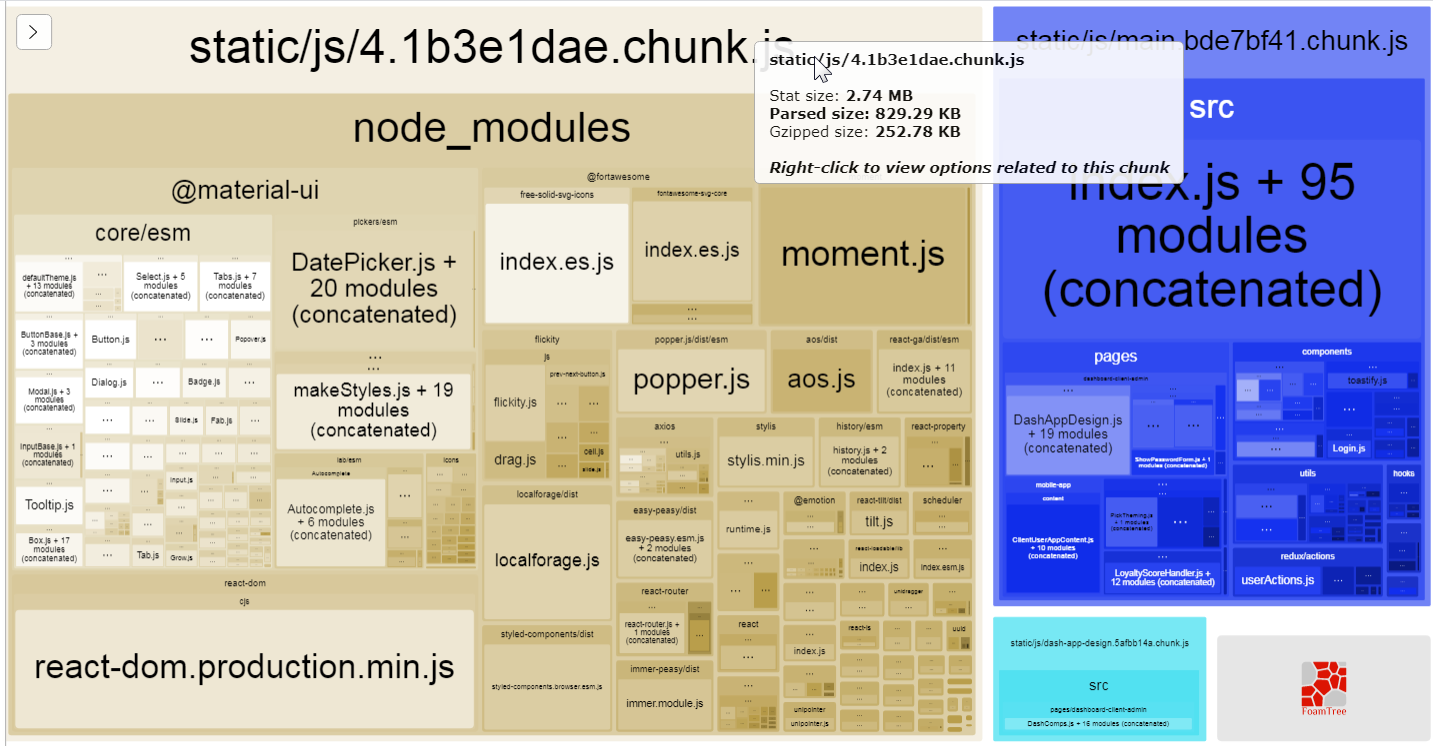 static/js/4.1b3e1dae.chunk.js
static/js/main.bde7bf41.chunk.js
static/js/4.1b3e1dae.chunk.js
Stat size: 2.74 MB
Parsed size: 829.29 KB
Gzipped size: 252.78 KB
Right-click to view options related to this chunk
node_modules
src
index.js + 95
modules
(concatenated)
@material-ui
core/esm
defaultTheme.js
+ 13 modules
(concatenated)
Select.js + 5
modules
(concatenated)
Tabs.js + 7
modules
(concatenated)
ButtonBase.js +
3 modules
(concatenated)
Button.js
Popover.js
Modal.js + 3
modules
(concatenated)
Dialog.js
Badge.js
Slide.js
Fab.js
InputBase.js + 1
modules
(concatenated)
Input.js
Tooltip.js
Box.js + 17
modules
(concatenated)
Tab.js
Grow.js
pickers/esm
DatePicker.js +
20 modules
(concatenated)
makeStyles.js + 19
modules
(concatenated)
lab/esm
Autocomplete
Autocomplete.js
+ 6 modules
(concatenated)
icons
react-dom
cjs
react-dom.production.min.js
@fortawesome
free-solid-svg-icons
index.es.js
fontawesome-svg-core
index.es.js
moment.js
flickity
js
flickity.js
prev-next-button.js
cell.js
slide.js
drag.js
popper.js/dist/esm
popper.js
aos/dist
aos.js
react-ga/dist/esm
index.js + 11
modules
(concatenated)
axios
utils.js
stylis
stylis.min.js
history/esm
history.js + 2
modules
(concatenated)
react-property
localforage/dist
localforage.js
easy-peasy/dist
easy-peasy.esm.js
+ 2 modules
(concatenated)
runtime.js
@emotion
react-tilt/dist
tilt.js
scheduler
react-loadable/lib
index.js
index.esm.js
react-router
react-router.js +
1 modules
(concatenated)
react
unidragger
index.js
react-is
uuid
styled-components/dist
styled-components.browser.esm.js
immer-peasy/dist
immer.module.js
unipointer
unipointer.js
pages
dashboard-client-admin
DashAppDesign.js
+ 19 modules
(concatenated)
ShowPasswordForm.js + 1
modules (concatenated)
mobile-app
content
ClientUserAppContent.js
+ 10 modules
(concatenated)
PickTheming.js
+ 1 modules
(concatenated)
LoyaltyScoreHandler.js +
12 modules (concatenated)
components
toastify.js
Login.js
utils
hooks
redux/actions
userActions.js
static/js/dash-app-design.5afbb14a.chunk.js
src
pages/dashboard-client-admin
DashComps.js + 16 modules (concatenated)
FoamTree